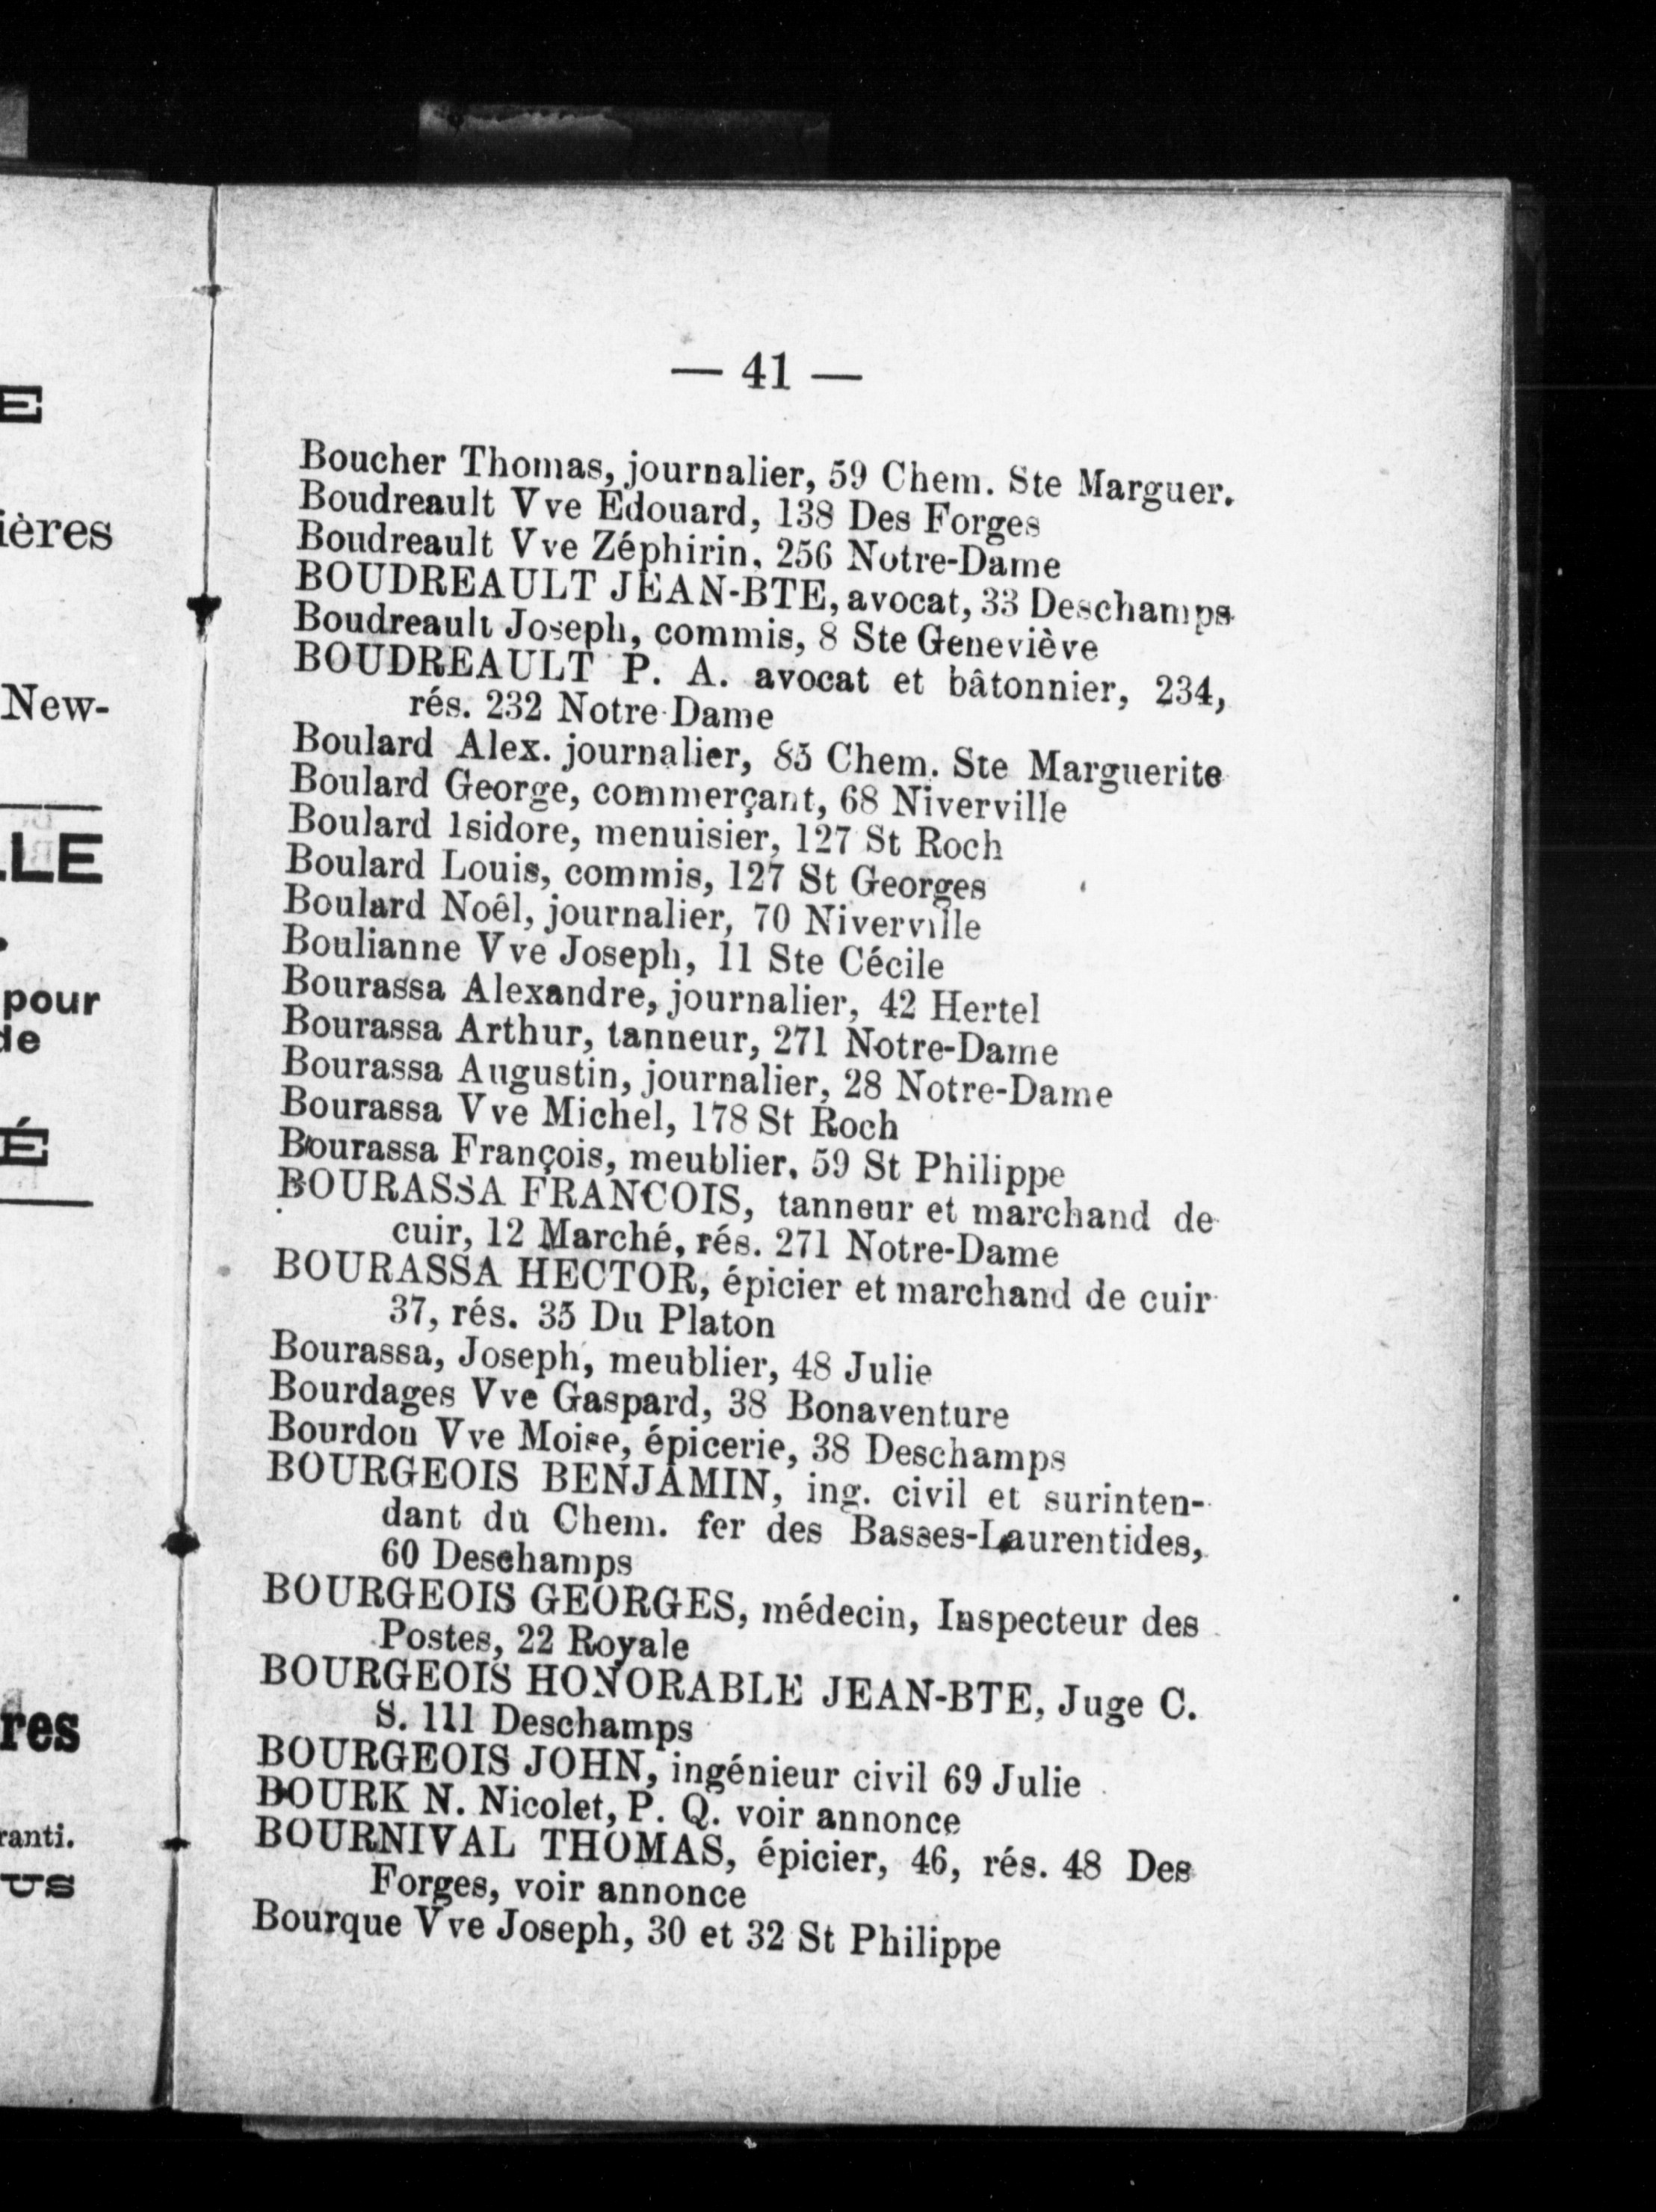 — 41 —
Boucher Thomas, journalier, 59 Chem. Ste Marguer.
Boudreault Vve Edouard, 138 Des Forges
Boudreault Vve Zéphirin, 256 Notre-Dame
BOUDREAULT JEAN-BTE, avocat, 33 Deschamps
Boudreault Joseph, commis, 8 Ste Geneviève
BOUDREAULT P. A. avocat et bâtonnier, 234,
rés. 232 Notre-Dame
Boulard Alex. journalier, 85 Chem. Ste Marguerite
Boulard George, commerçant, 68 Niverville
Boulard Isidore, menuisier, 127 St Roch
Boulard Louis, commis, 127 St Georges
Boulard Noêl, journalier, 70 Niverville
Boulianne Vve Joseph, 11 Ste Cécile
Bourassa Alexandre, journalier, 42 Hertel
Bourassa Arthur, tanneur, 271 Notre-Dame
Bourassa Augustin, journalier, 28 Notre-Dame
Bourassa Vve Michel, 178 St Roch
Bourassa François, meublier, 59 St Philippe
BOURASSA FRANCOIS, tanneur et marchand de
cuir, 12 Marché, rés. 271 Notre-Dame
BOURASSA HECTOR, épicier et marchand de cuir
37, rés. 35 Du Platon
Bourassa, Joseph, meublier, 48 Julie
Bourdages Vve Gaspard, 38 Bonaventure
Bourdon Vve Moise, épicerie, 38 Deschamps
BOURGEOIS BENJAMIN, ing. civil et surinten-
dant du Chem. fer des Basses-Laurentides,
60 Deschamps
BOURGEOIS GEORGES, médecin, Inspecteur des
Postes, 22 Royale
BOURGEOIS HONORABLE JEAN-BTE, Juge C.
S. 111 Deschamps
BOURGEOIS JOHN, ingénieur civil 69 Julie
BOURK N. Nicolet, P. Q. voir annonce
BOURNIVAL THOMAS, épicier, 46, rés. 48 Des
Forges, voir annonce
Bourque Vve Joseph, 30 et 32 St Philippe
E
ières
New-
LE
pour
de
É
res
ranti.
US